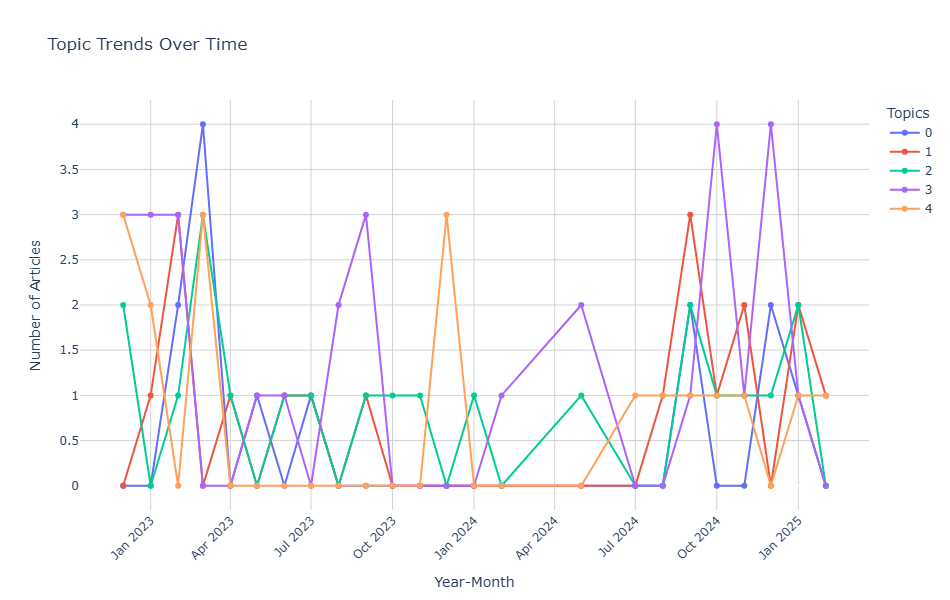 Topic Trends Over Time
Topics
0
1
2
3
4
4
3.5
3
2.5
2
1.5
1
0.5
0
Number of Articles
Jan 2023
Apr 2023
Jul 2023
Oct 2023
Jan 2024
Apr 2024
Jul 2024
Oct 2024
Jan 2025
Year-Month